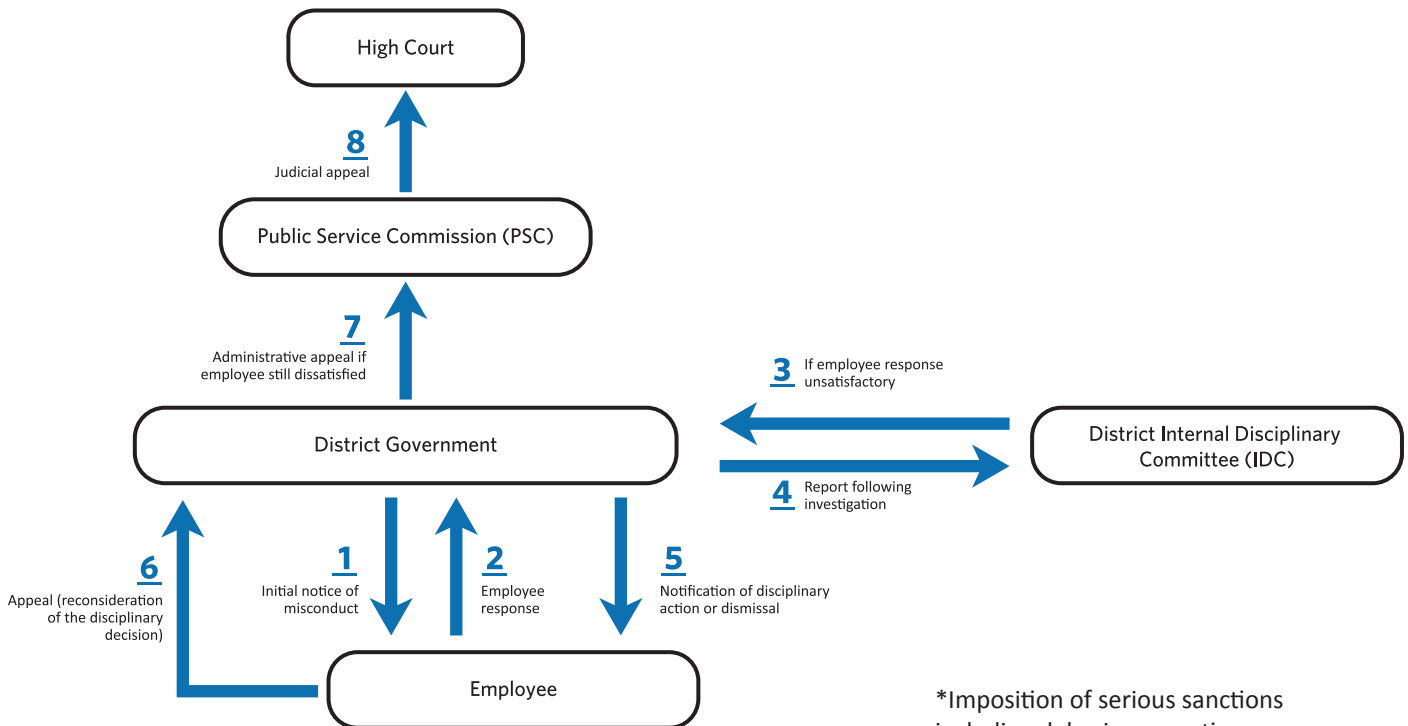 High Court
8
Judicial appeal
Public Service Commission (PSC)
7
Administrative appeal if
employee still dissatisfied
3
If employee response
unsatisfactory
District Government
District Internal Disciplinary
Committee (IDC)
4
Report following
investigation
6
Appeal (reconsideration
of the disciplinary
decision)
1
Initial notice of
misconduct
2
Employee
response
5
Notification of disciplinary
action or dismissal
Employee
*Imposition of serious sanctions